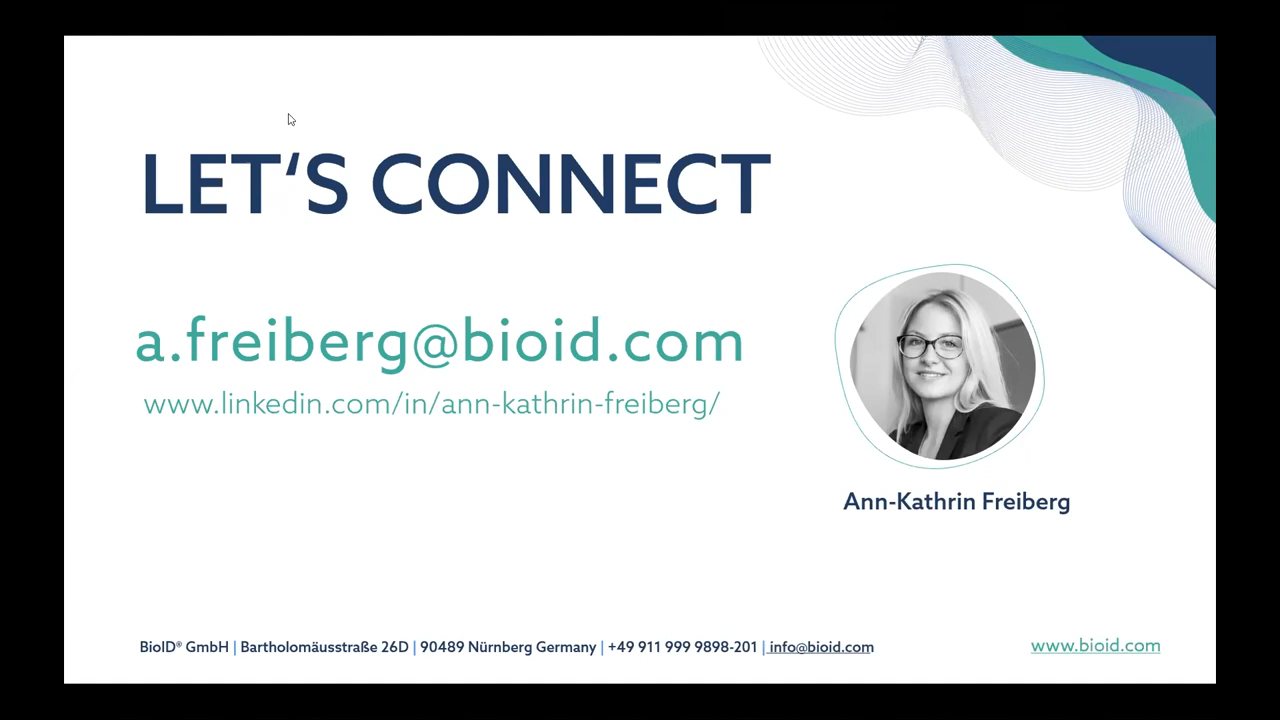 LET‘S CONNECT
a.freiberg@bioid.com
www.linkedin.com/in/ann-kathrin-freiberg/
Ann-Kathrin Freiberg
BioID® GmbH | Bartholomäusstraße 26D | 90489 Nürnberg Germany | +49 911 999 9898-201 | info@bioid.com
www.bioid.com